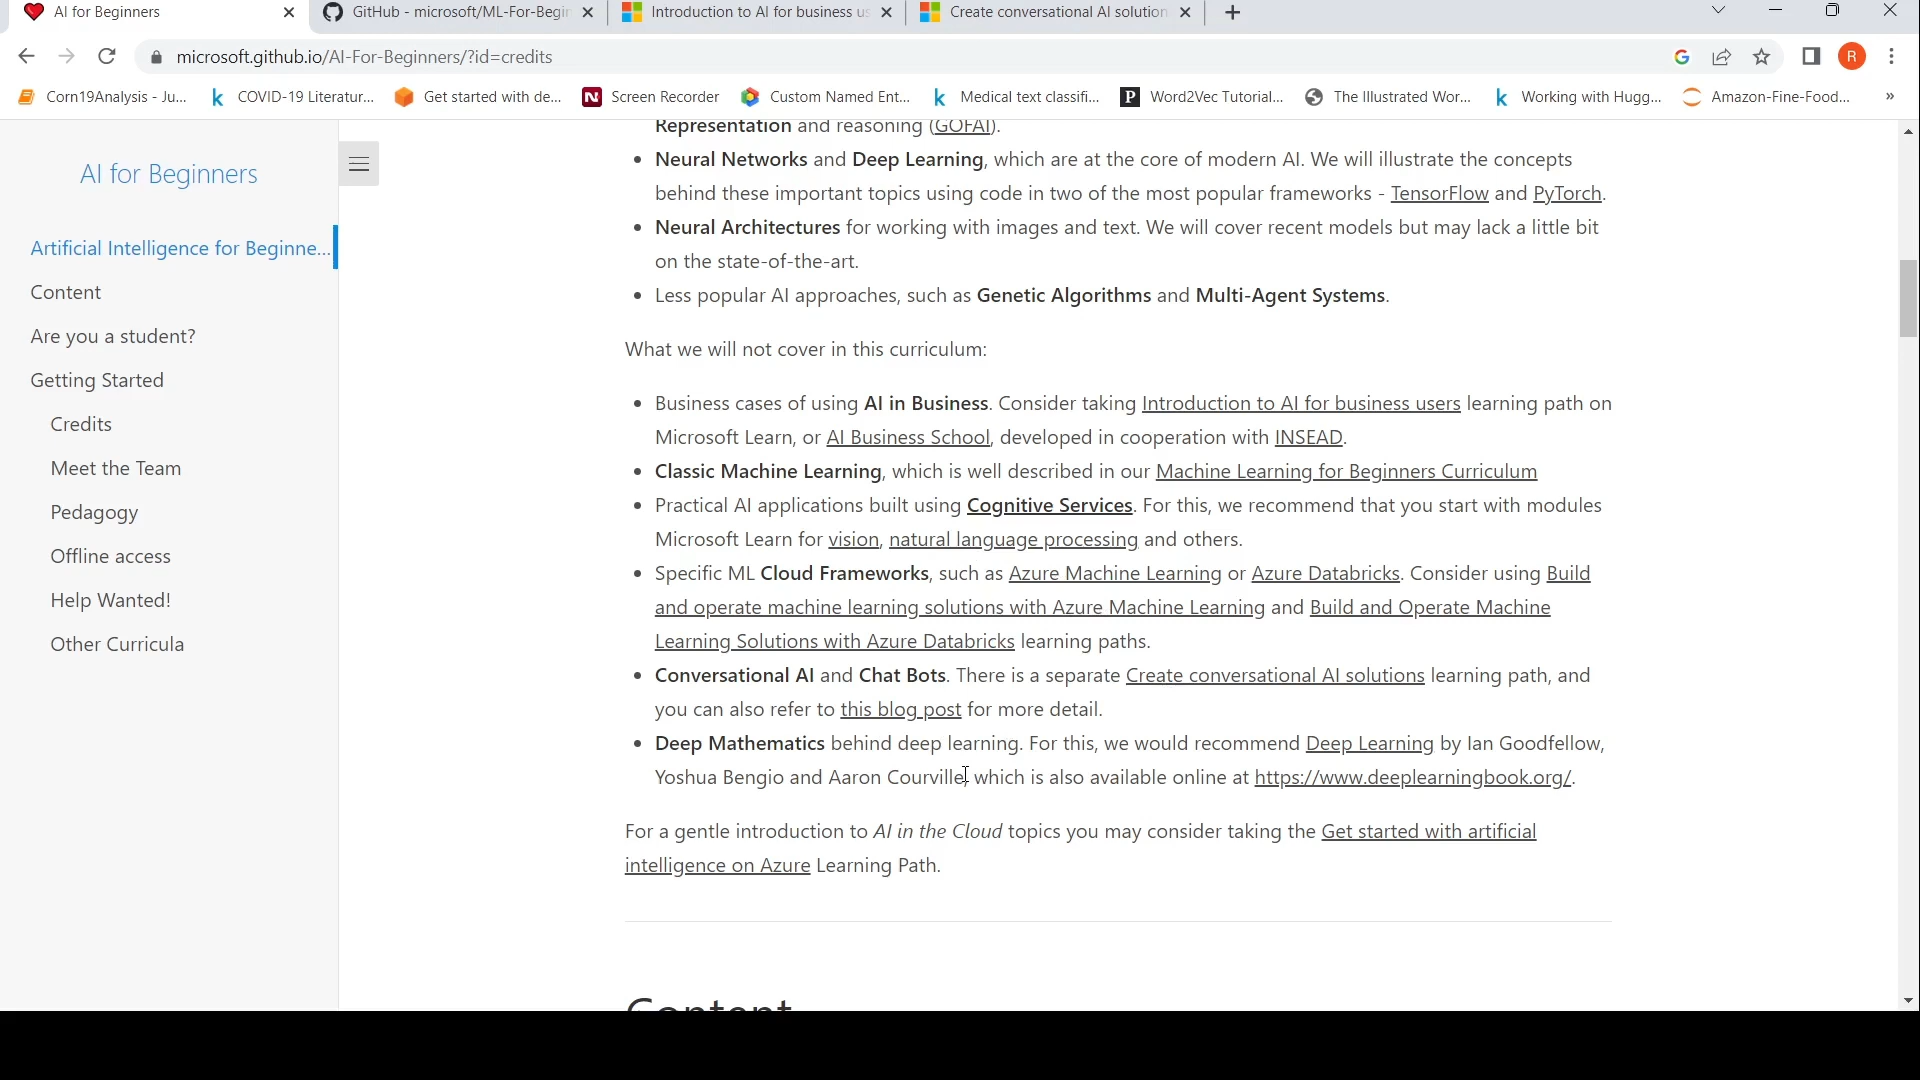 AI for Beginners
GitHub - microsoft/ML-For-Begin
Introduction to AI for business us
Create conversational AI solution
microsoft.github.io/AI-For-Beginners/?id=credits
R
Corn19Analysis - Ju...
COVID-19 Literatur...
Get started with de...
N Screen Recorder
Custom Named Ent...
k Medical text classifi...
P Word2Vec Tutorial...
The Illustrated Wor...
k Working with Hugg...
Amazon-Fine-Food...
»
AI for Beginners
Artificial Intelligence for Beginne...
Content
Are you a student?
Getting Started
Credits
Meet the Team
Pedagogy
Offline access
Help Wanted!
Other Curricula
Representation and reasoning (GOFAI).
• Neural Networks and Deep Learning, which are at the core of modern AI. We will illustrate the concepts
behind these important topics using code in two of the most popular frameworks - TensorFlow and PyTorch.
• Neural Architectures for working with images and text. We will cover recent models but may lack a little bit
on the state-of-the-art.
• Less popular AI approaches, such as Genetic Algorithms and Multi-Agent Systems.
What we will not cover in this curriculum:
• Business cases of using AI in Business. Consider taking Introduction to AI for business users learning path on
Microsoft Learn, or AI Business School, developed in cooperation with INSEAD.
• Classic Machine Learning, which is well described in our Machine Learning for Beginners Curriculum
• Practical AI applications built using Cognitive Services. For this, we recommend that you start with modules
Microsoft Learn for vision, natural language processing and others.
• Specific ML Cloud Frameworks, such as Azure Machine Learning or Azure Databricks. Consider using Build
and operate machine learning solutions with Azure Machine Learning and Build and Operate Machine
Learning Solutions with Azure Databricks learning paths.
• Conversational AI and Chat Bots. There is a separate Create conversational AI solutions learning path, and
you can also refer to this blog post for more detail.
• Deep Mathematics behind deep learning. For this, we would recommend Deep Learning by Ian Goodfellow,
Yoshua Bengio and Aaron Courville, which is also available online at https://www.deeplearningbook.org/.
For a gentle introduction to AI in the Cloud topics you may consider taking the Get started with artificial
intelligence on Azure Learning Path.
Content